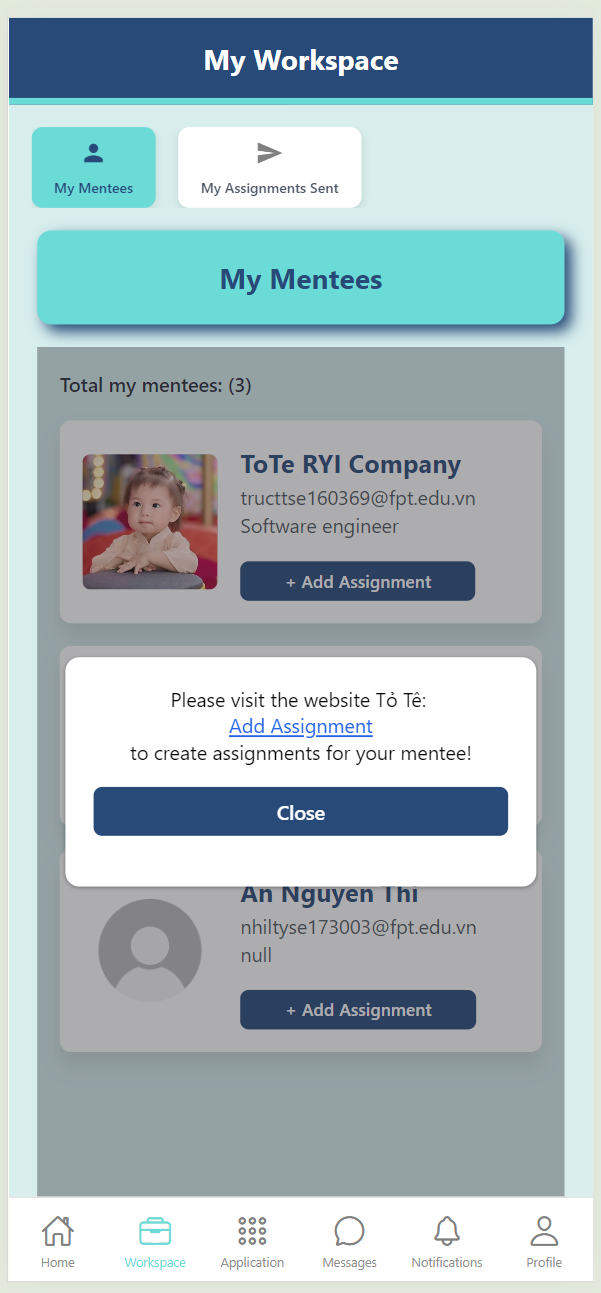 My Workspace
My Mentees
My Assignments Sent
My Mentees
Total my mentees: (3)
ToTe RYI Company
tructtse160369@fpt.edu.vn
Software engineer
+ Add Assignment
Please visit the website Tỏ Tê:
Add Assignment
to create assignments for your mentee!
Close
An Nguyen Thi
nhiltyse173003@fpt.edu.vn
null
+ Add Assignment
Home
Workspace
Application
Messages
Notifications
Profile